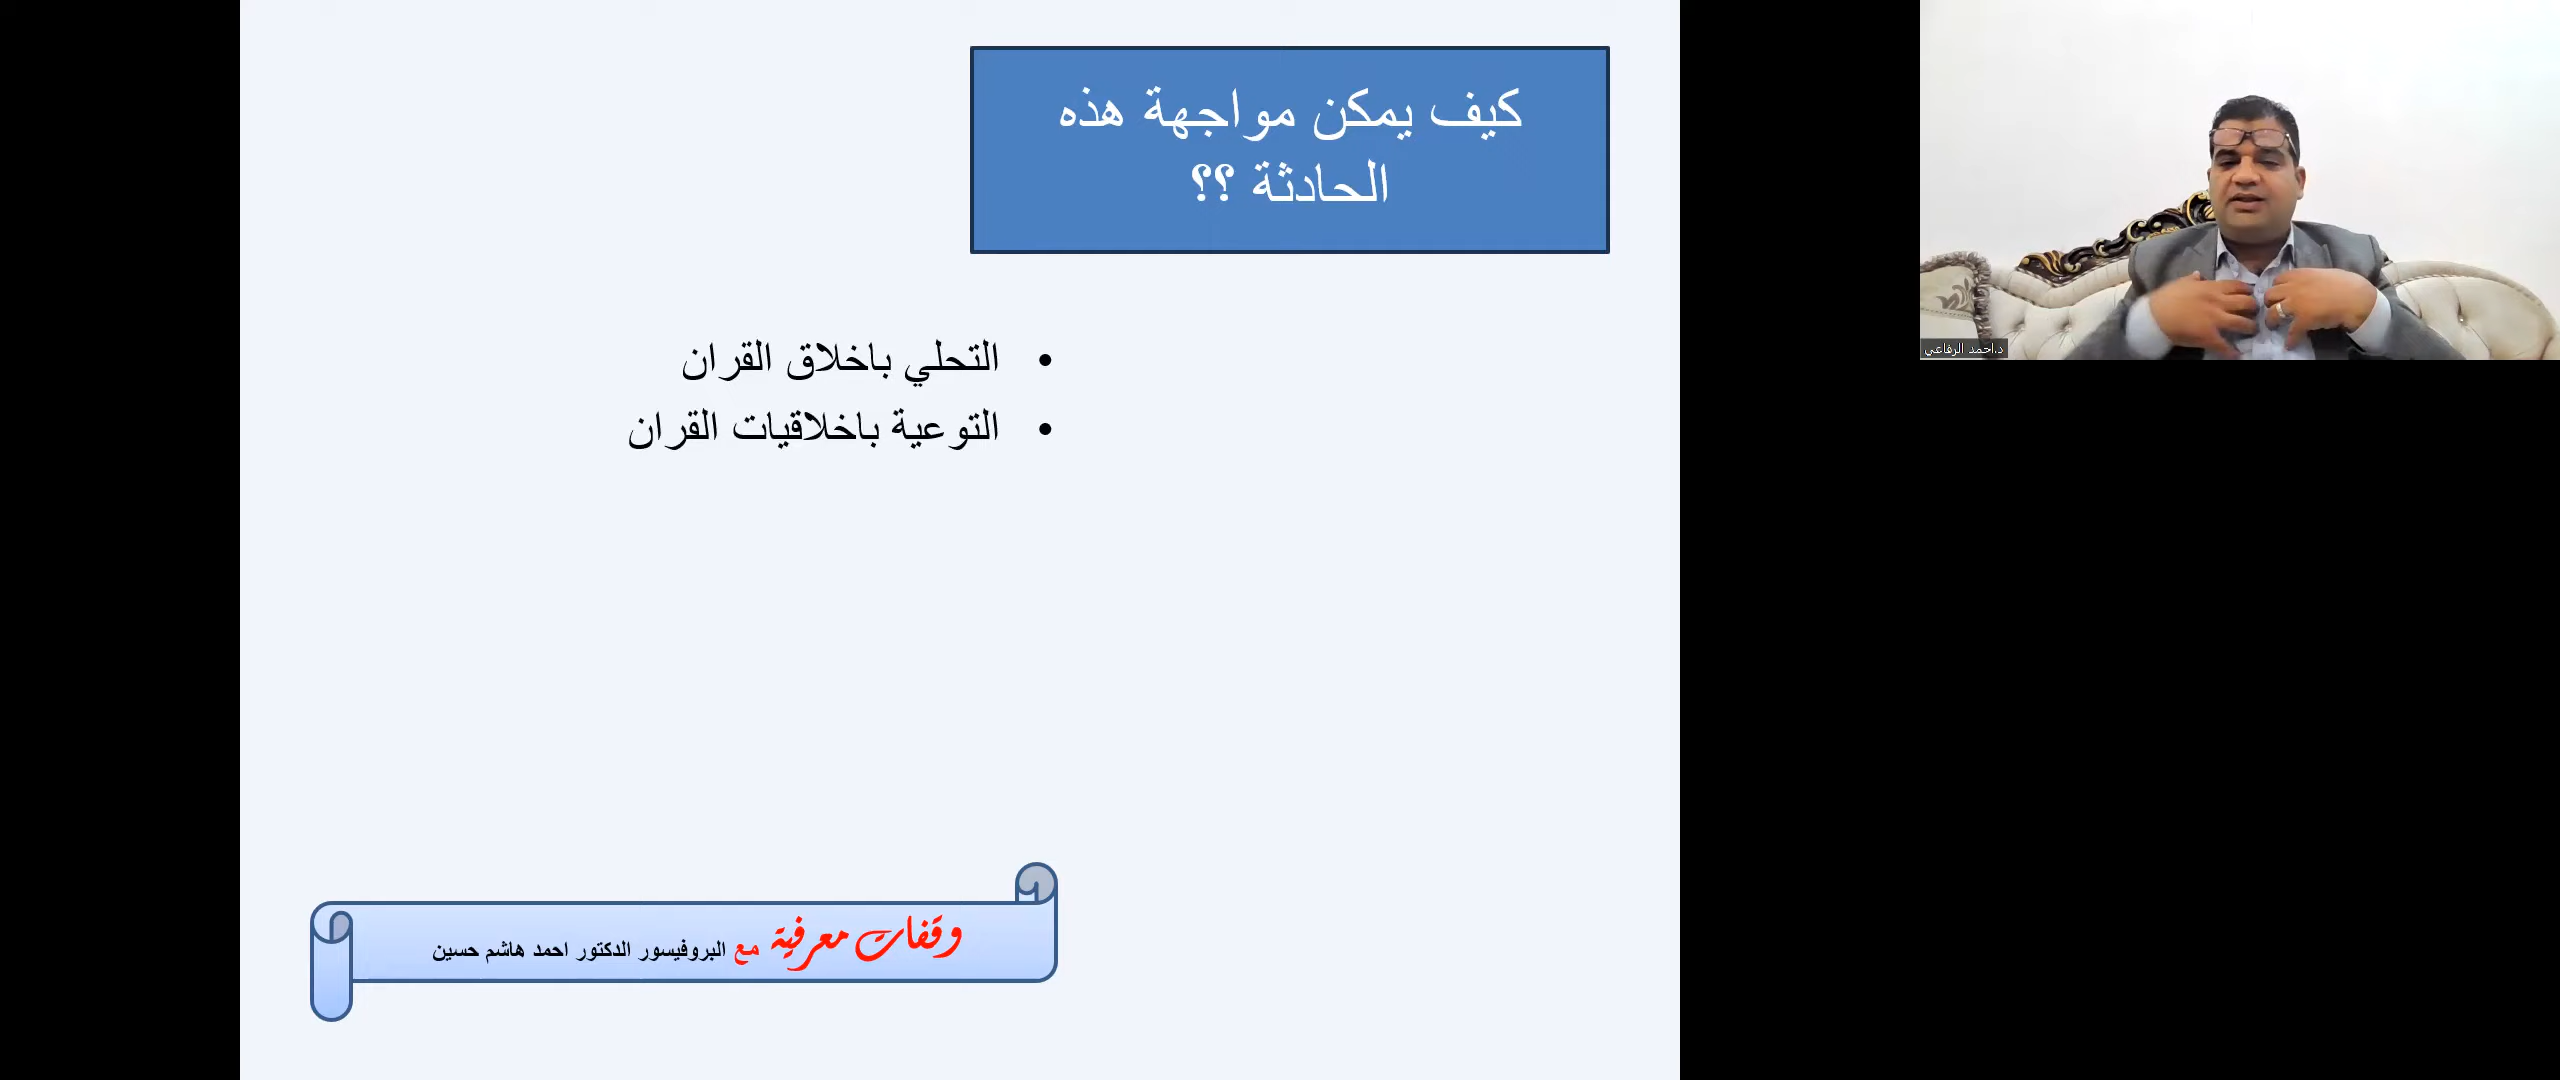 كيف يمكن مواجهة هذه
الحادثة ؟؟
• التحلي باخلاق القران
• التوعية باخلاقيات القران
وقفات معرفية مع البروفيسور الدكتور احمد هاشم حسين
د.احمد الرفاعي